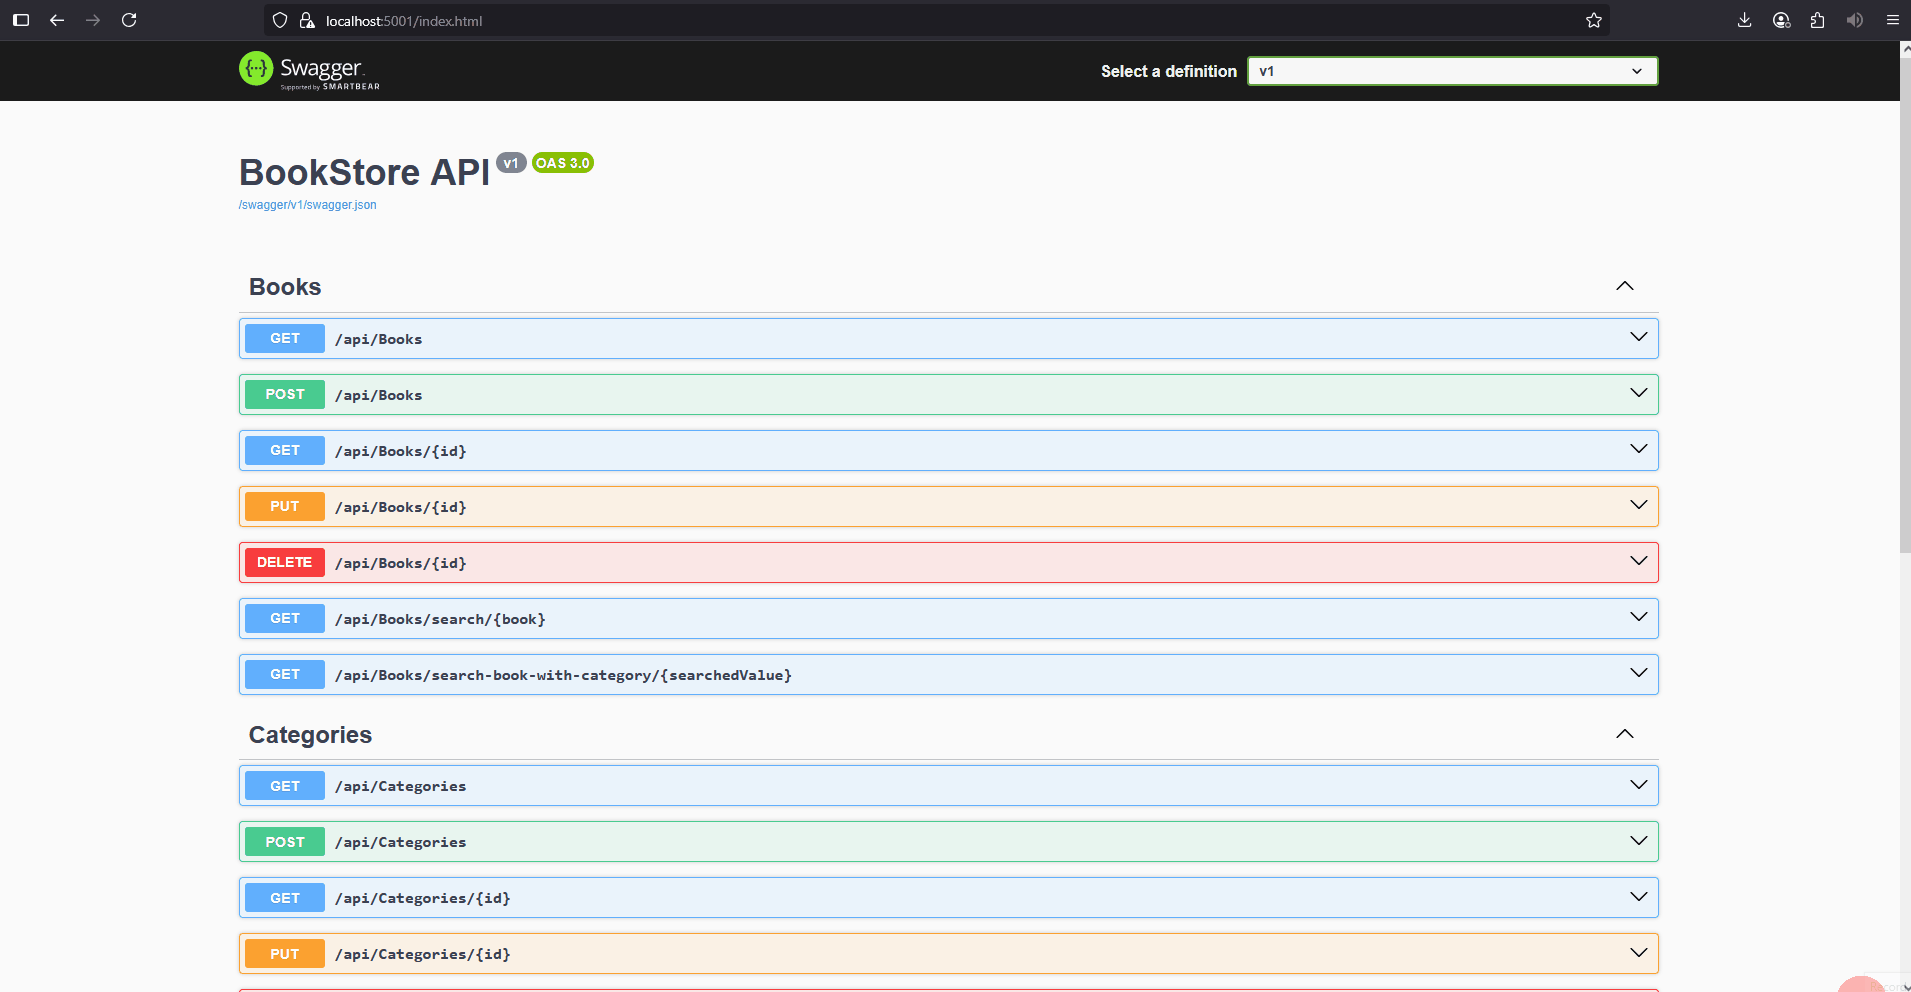 localhost:5001/index.html
Swagger.
Supported by SMARTBEAR
Select a definition
v1
BookStore API v1 OAS 3.0
/swagger/v1/swagger.json
Books
GET /api/Books
POST /api/Books
GET /api/Books/{id}
PUT /api/Books/{id}
DELETE /api/Books/{id}
GET /api/Books/search/{book}
GET /api/Books/search-book-with-category/{searchedValue}
Categories
GET /api/Categories
POST /api/Categories
GET /api/Categories/{id}
PUT /api/Categories/{id}